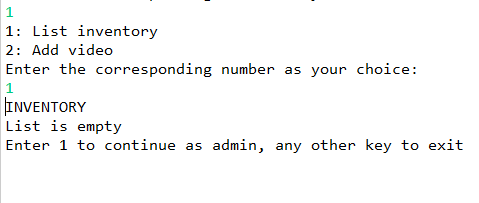 1
1: List inventory
2: Add video
Enter the corresponding number as your choice:
1
INVENTORY
List is empty
Enter 1 to continue as admin, any other key to exit